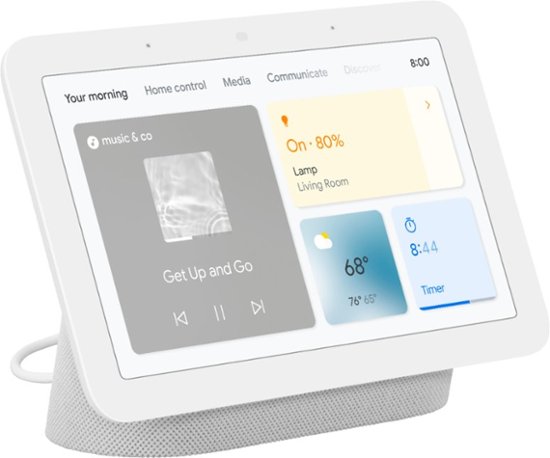 Your morning Home control Media Communicate Discover 8:00
music & co
Get Up and Go
On · 80%
Lamp
Living Room
68°
76° 65°
8:44
Timer